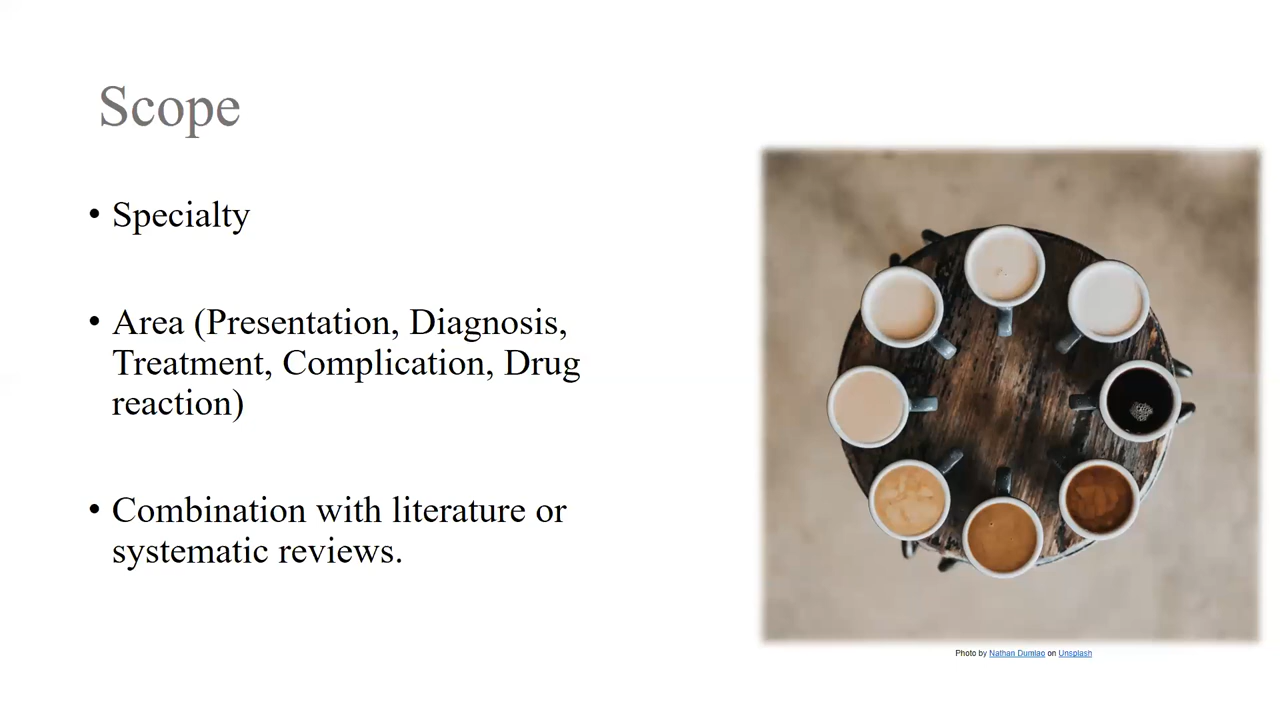 Scope
• Specialty
• Area (Presentation, Diagnosis,
Treatment, Complication, Drug
reaction)
• Combination with literature or
systematic reviews.
Photo by Nathan Dumlao on Unsplash